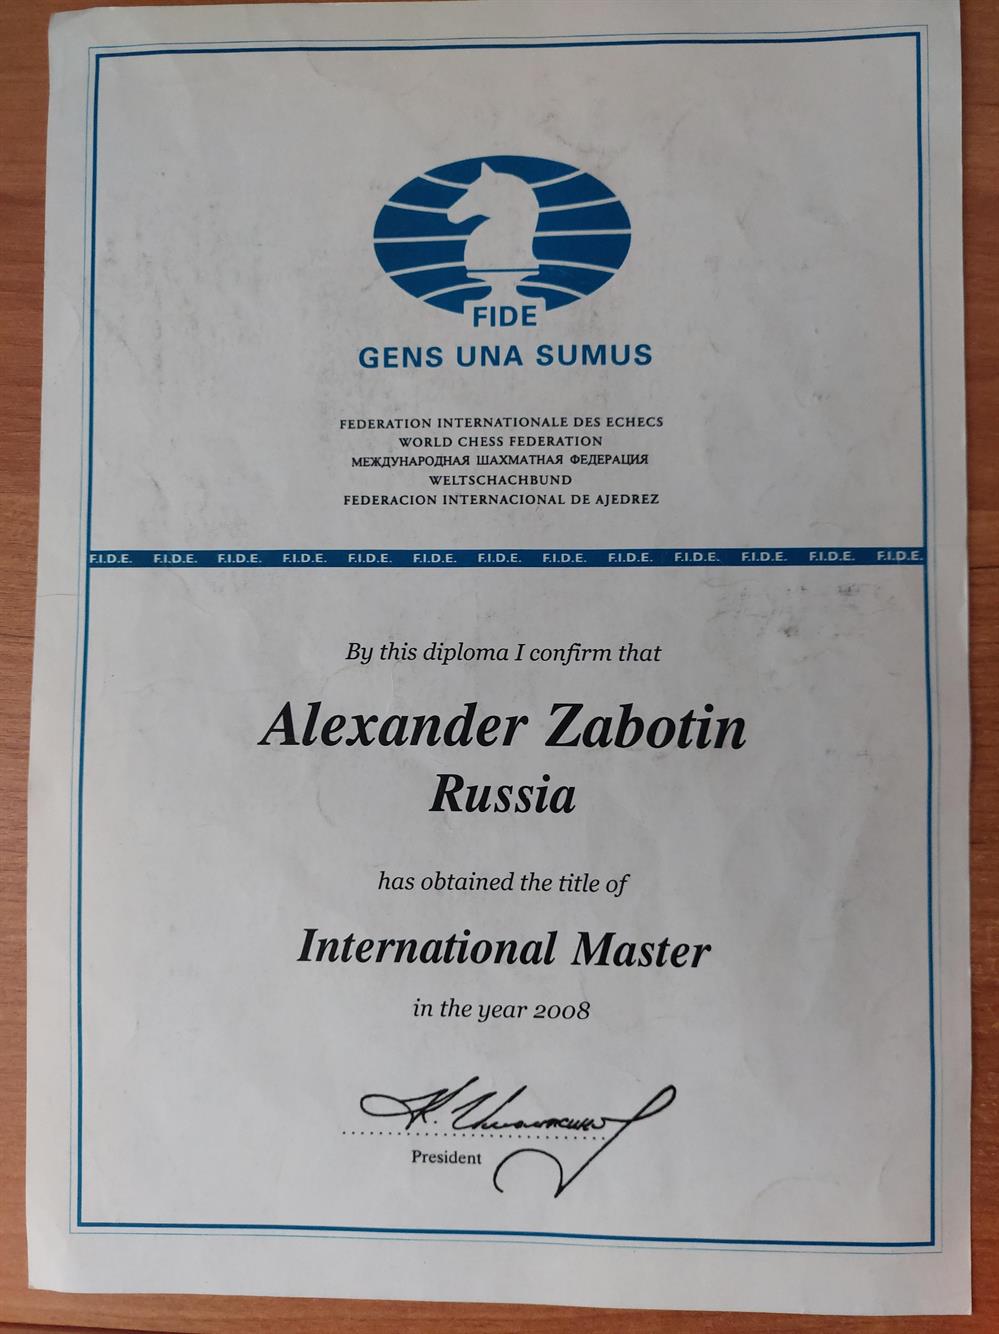 FIDE
GENS UNA SUMUS
FEDERATION INTERNATIONALE DES ECHECS
WORLD CHESS FEDERATION
МЕЖДУНАРОДНАЯ ШАХМАТНАЯ ФЕДЕРАЦИЯ
WELTSCHACHBUND
FEDERACION INTERNACIONAL DE AJEDREZ
F.I.D.E. F.I.D.E. F.I.D.E. F.I.D.E. F.I.D.E. F.I.D.E. F.I.D.E. F.I.D.E. F.I.D.E. F.I.D.E. F.I.D.E. F.I.D.E. F.I.D.E.
By this diploma I confirm that
Alexander Zabotin
Russia
has obtained the title of
International Master
in the year 2008
President